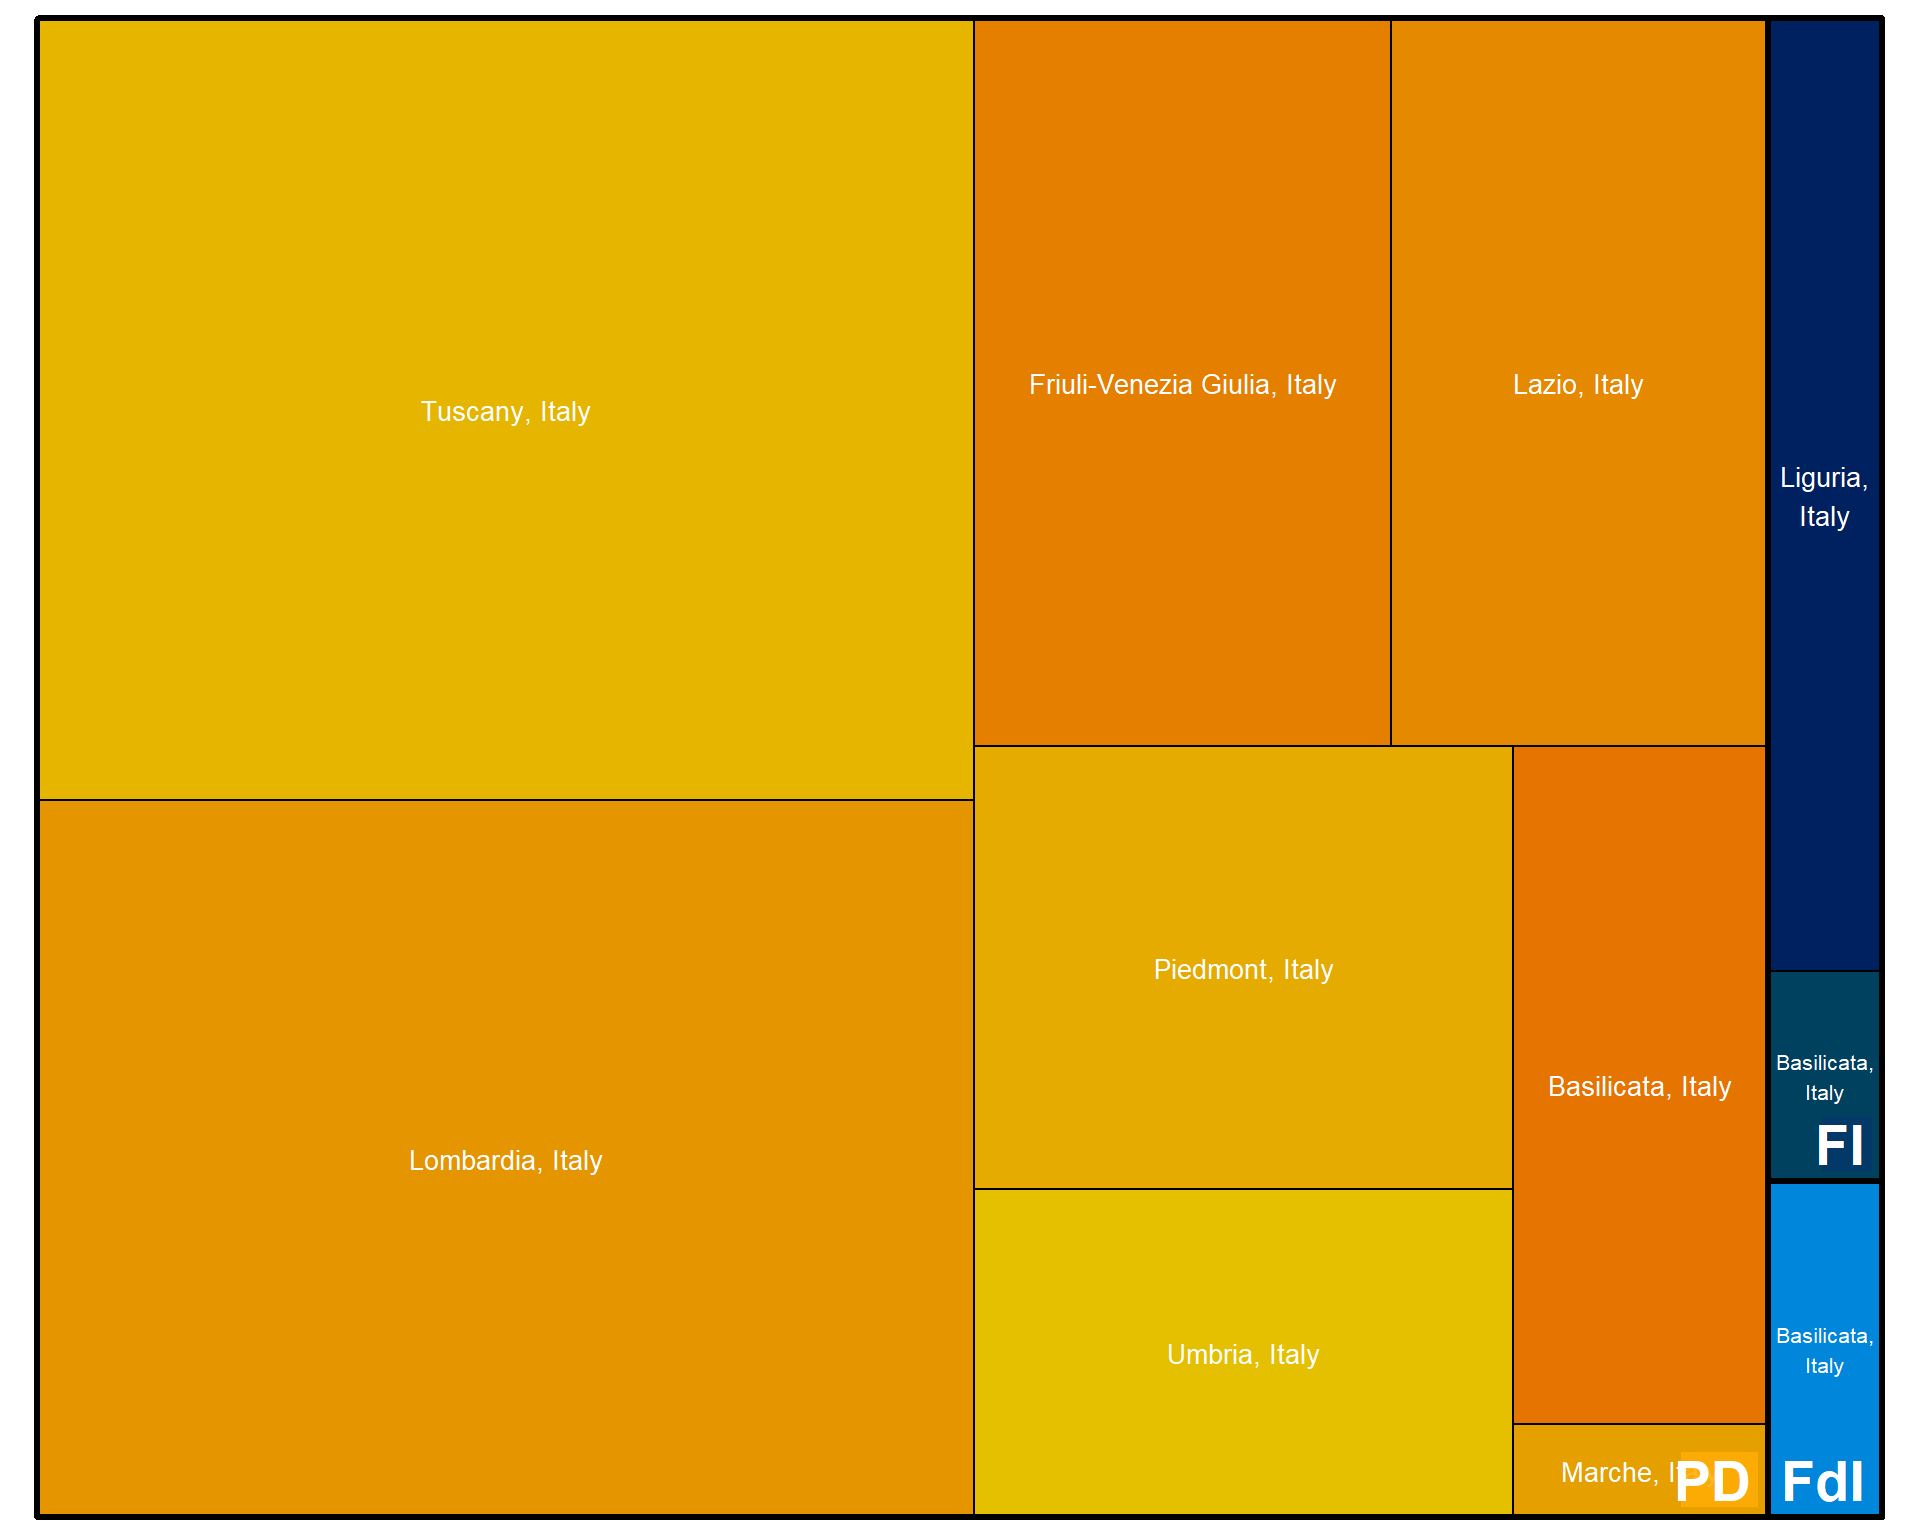 Tuscany, Italy
Lombardia, Italy
Friuli-Venezia Giulia, Italy
Lazio, Italy
Piedmont, Italy
Umbria, Italy
Basilicata, Italy
Marche, Italy
PD
Liguria,
Italy
Basilicata,
Italy
FI
Basilicata,
Italy
FdI